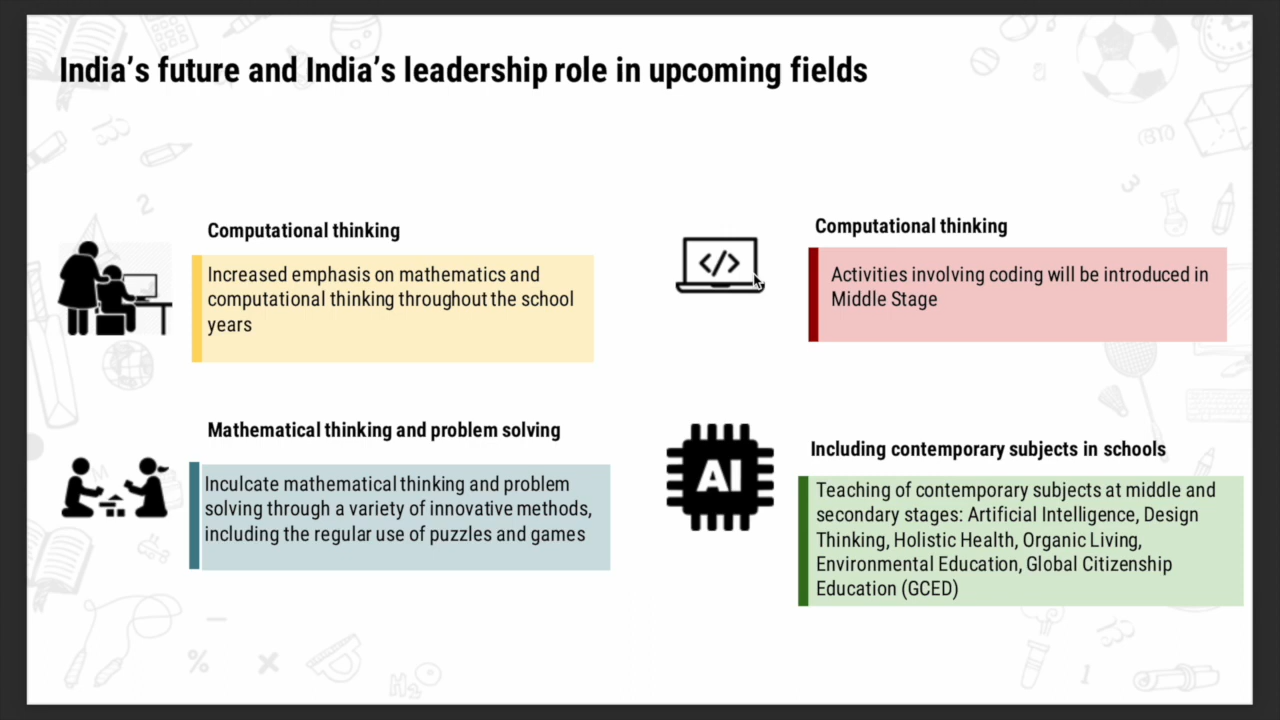 India’s future and India’s leadership role in upcoming fields
Computational thinking
Increased emphasis on mathematics and
computational thinking throughout the school
years
</>
Computational thinking
Activities involving coding will be introduced in
Middle Stage
Mathematical thinking and problem solving
Inculcate mathematical thinking and problem
solving through a variety of innovative methods,
including the regular use of puzzles and games
AI
Including contemporary subjects in schools
Teaching of contemporary subjects at middle and
secondary stages: Artificial Intelligence, Design
Thinking, Holistic Health, Organic Living,
Environmental Education, Global Citizenship
Education (GCED)
2
3
%
H2O
1